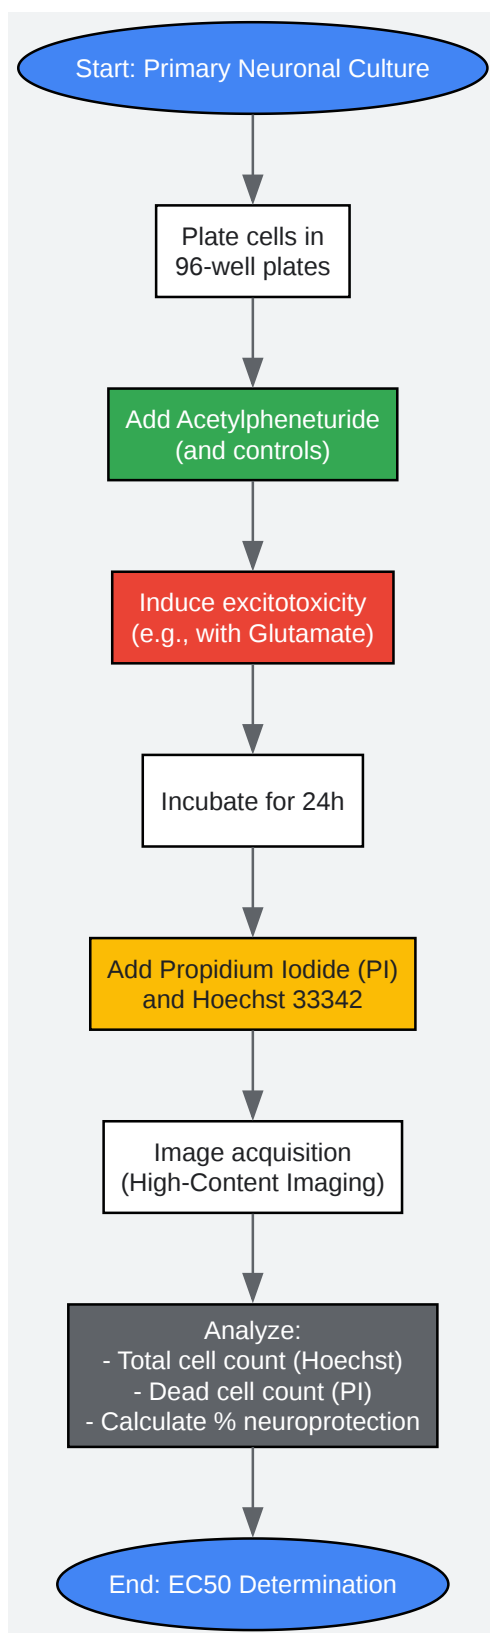 Start: Primary Neuronal Culture
Plate cells in
96-well plates
Add Acetylpheneturide
(and controls)
Induce excitotoxicity
(e.g., with Glutamate)
Incubate for 24h
Add Propidium Iodide (PI)
and Hoechst 33342
Image acquisition
(High-Content Imaging)
Analyze:
- Total cell count (Hoechst)
- Dead cell count (PI)
- Calculate % neuroprotection
End: EC50 Determination